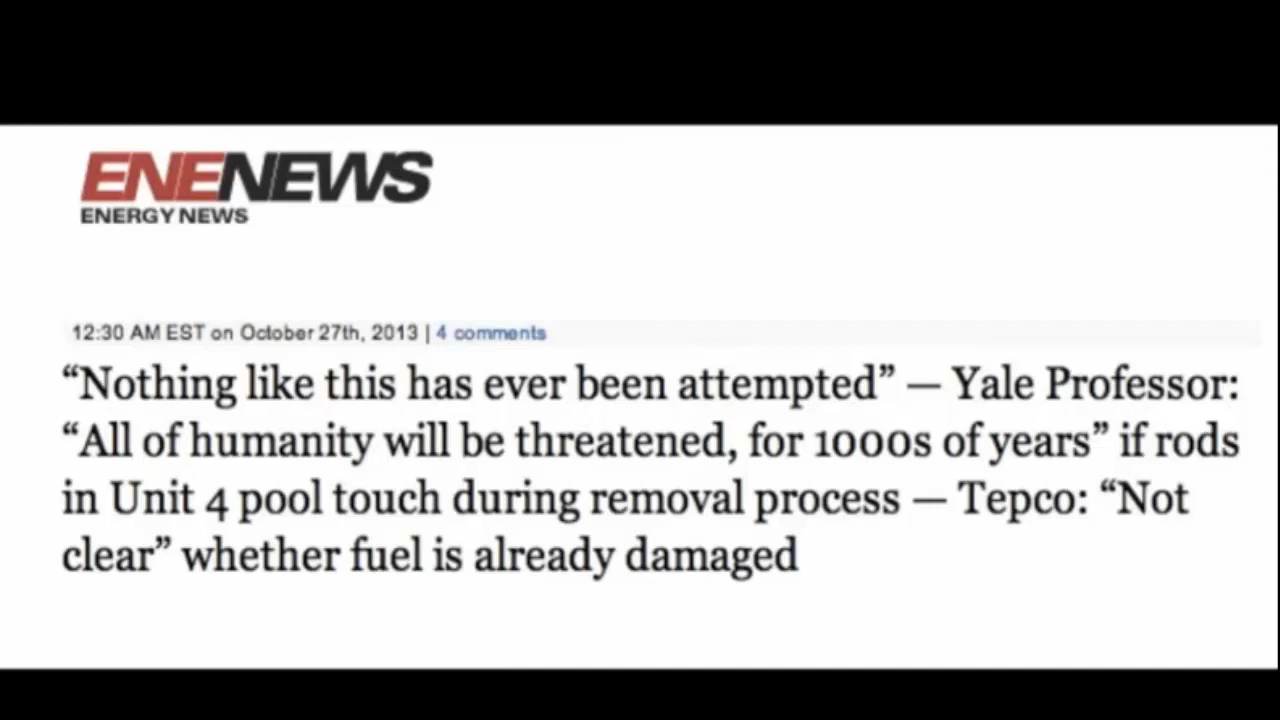 ENENEWS
ENERGY NEWS
12:30 AM EST on October 27th, 2013 | 4 comments
“Nothing like this has ever been attempted” — Yale Professor:
“All of humanity will be threatened, for 1000s of years” if rods
in Unit 4 pool touch during removal process — Tepco: “Not
clear” whether fuel is already damaged